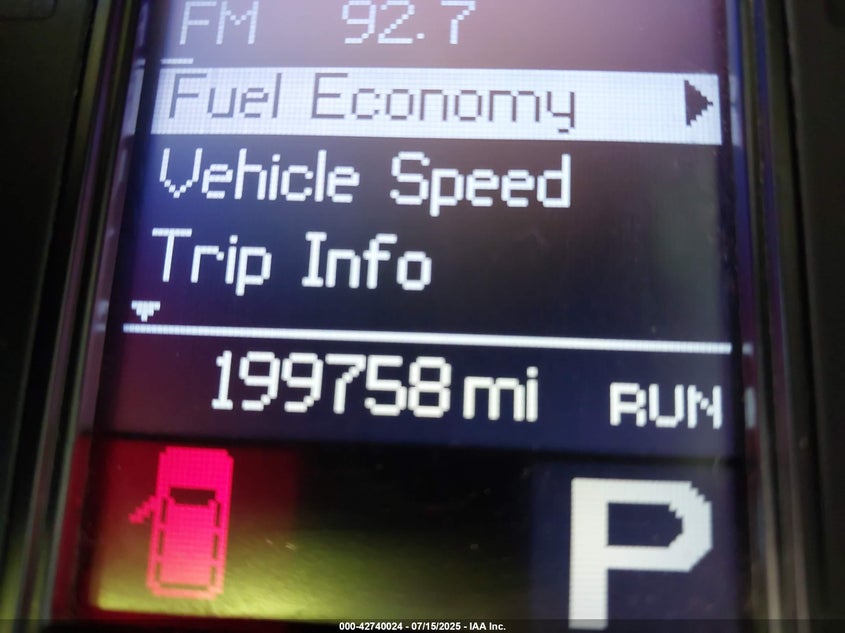 FM 92.7
Fuel Economy
Vehicle Speed
Trip Info
199758 mi RUN
P
000-42740024 - 07/15/2025 - IAA Inc.